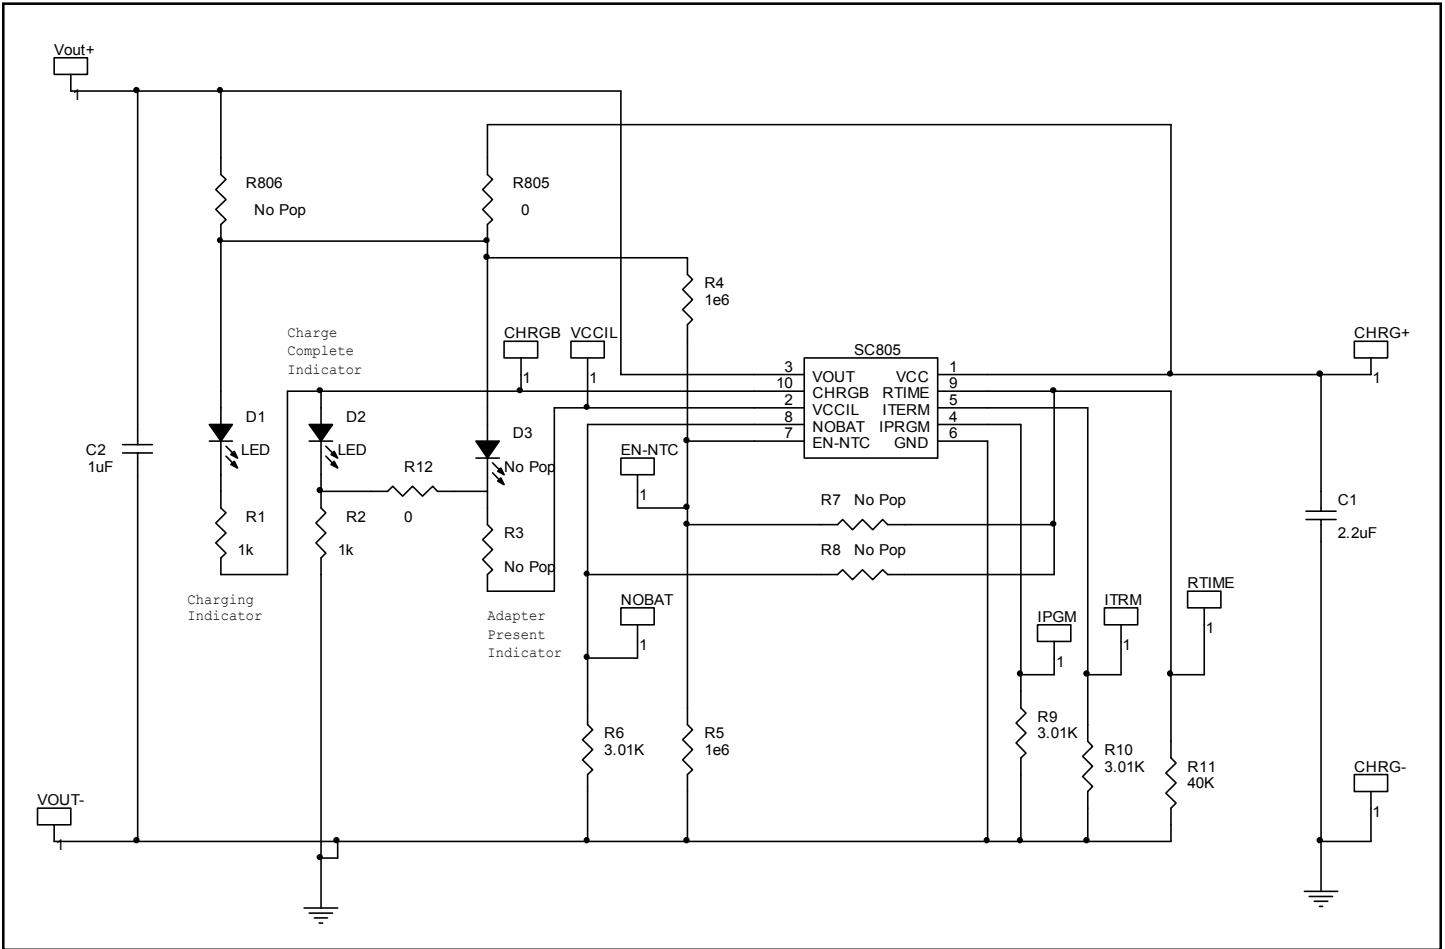 Vout+
1
R806
No Pop
R805
0
R4
1e6
Charge
Complete
Indicator
CHRGB
1
VCCIL
1
SC805
3 VOUT VCC 1
10 CHRGB RTIME 9
2 VCCIL ITERM 5
8 NOBAT IPRGM 4
7 EN-NTC GND 6
CHRG+
1
C2
1uF
D1
LED
D2
LED
D3
No Pop
R12
0
EN-NTC
1
R1
1k
R2
1k
R3
No Pop
R7 No Pop
R8 No Pop
C1
2.2uF
Charging
Indicator
Adapter
Present
Indicator
NOBAT
1
IPGM
1
ITRM
1
RTIME
1
R6
3.01K
R5
1e6
R9
3.01K
R10
3.01K
R11
40K
VOUT-
1
CHRG-
1